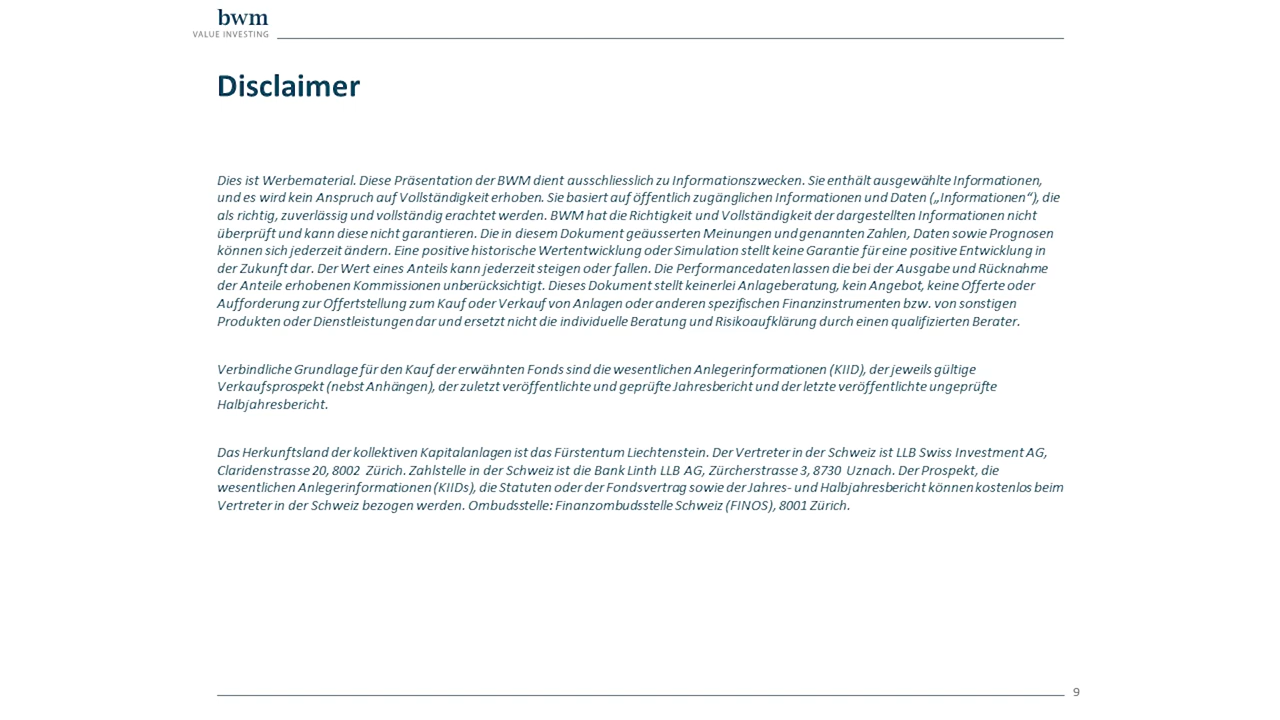 bwm
VALUE INVESTING
Disclaimer
Dies ist Werbematerial. Diese Präsentation der BWM dient ausschliesslich zu Informationszwecken. Sie enthält ausgewählte Informationen,
und es wird kein Anspruch auf Vollständigkeit erhoben. Sie basiert auf öffentlich zugänglichen Informationen und Daten („Informationen“), die
als richtig, zuverlässig und vollständig erachtet werden. BWM hat die Richtigkeit und Vollständigkeit der dargestellten Informationen nicht
überprüft und kann diese nicht garantieren. Die in diesem Dokument geäusserten Meinungen und genannten Zahlen, Daten sowie Prognosen
können sich jederzeit ändern. Eine positive historische Wertentwicklung oder Simulation stellt keine Garantie für eine positive Entwicklung in
der Zukunft dar. Der Wert eines Anteils kann jederzeit steigen oder fallen. Die Performancedaten lassen die bei der Ausgabe und Rücknahme
der Anteile erhobenen Kommissionen unberücksichtigt. Dieses Dokument stellt keinerlei Anlageberatung, kein Angebot, keine Offerte oder
Aufforderung zur Offertstellung zum Kauf oder Verkauf von Anlagen oder anderen spezifischen Finanzinstrumenten bzw. von sonstigen
Produkten oder Dienstleistungen dar und ersetzt nicht die individuelle Beratung und Risikoaufklärung durch einen qualifizierten Berater.
Verbindliche Grundlage für den Kauf der erwähnten Fonds sind die wesentlichen Anlegerinformationen (KIID), der jeweils gültige
Verkaufsprospekt (nebst Anhängen), der zuletzt veröffentlichte und geprüfte Jahresbericht und der letzte veröffentlichte ungeprüfte
Halbjahresbericht.
Das Herkunftsland der kollektiven Kapitalanlagen ist das Fürstentum Liechtenstein. Der Vertreter in der Schweiz ist LLB Swiss Investment AG,
Claridenstrasse 20, 8002 Zürich. Zahlstelle in der Schweiz ist die Bank Linth LLB AG, Zürcherstrasse 3, 8730 Uznach. Der Prospekt, die
wesentlichen Anlegerinformationen (KIIDs), die Statuten oder der Fondsvertrag sowie der Jahres- und Halbjahresbericht können kostenlos beim
Vertreter in der Schweiz bezogen werden. Ombudsstelle: Finanzombudsstelle Schweiz (FINOS), 8001 Zürich.
9